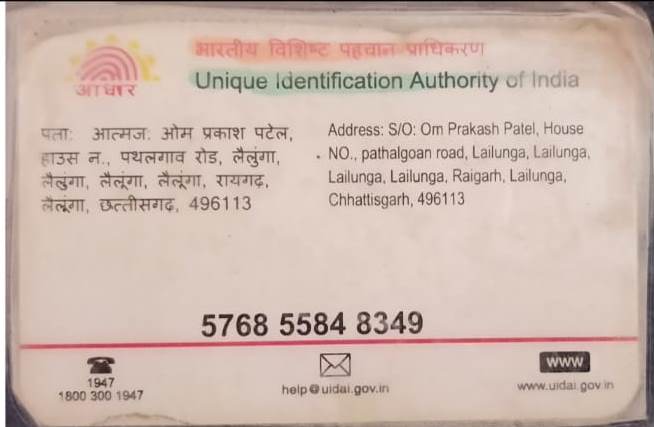 भारतीय विशिष्ट पहचान प्राधिकरण
Unique Identification Authority of India
आधार
पता: आत्मज: ओम प्रकाश पटेल,
हाउस न., पथलगाव रोड, लैलुंगा,
लैलुंगा, लैलूंगा, लैलूंगा, रायगढ़,
लैलूंगा, छत्तीसगढ़, 496113
Address: S/O: Om Prakash Patel, House
NO., pathalgoan road, Lailunga, Lailunga,
Lailunga, Lailunga, Raigarh, Lailunga,
Chhattisgarh, 496113
5768 5584 8349
1947
1800 300 1947
help@uidai.gov.in
www
www.uidai.gov.in